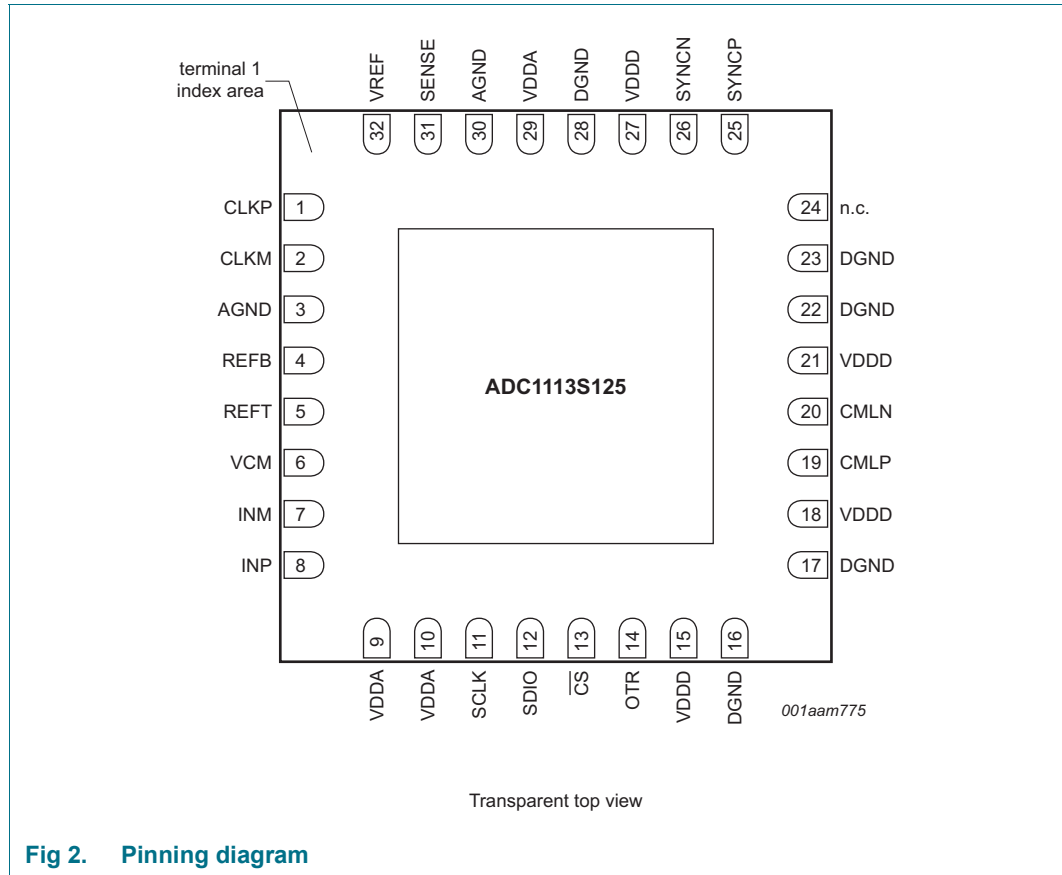 terminal 1
index area
VREF
SENSE
AGND
VDDA
DGND
VDDD
SYNCN
SYNCP
32
31
30
29
28
27
26
25
CLKP 1
CLKM 2
AGND 3
REFB 4
REFT 5
VCM 6
INM 7
INP 8
ADC1113S125
24 n.c.
23 DGND
22 DGND
21 VDDD
20 CMLN
19 CMLP
18 VDDD
17 DGND
9
10
11
12
13
14
15
16
VDDA
VDDA
SCLK
SDIO
C̅S̅
OTR
VDDD
DGND
001aam775
Transparent top view
Fig 2. Pinning diagram